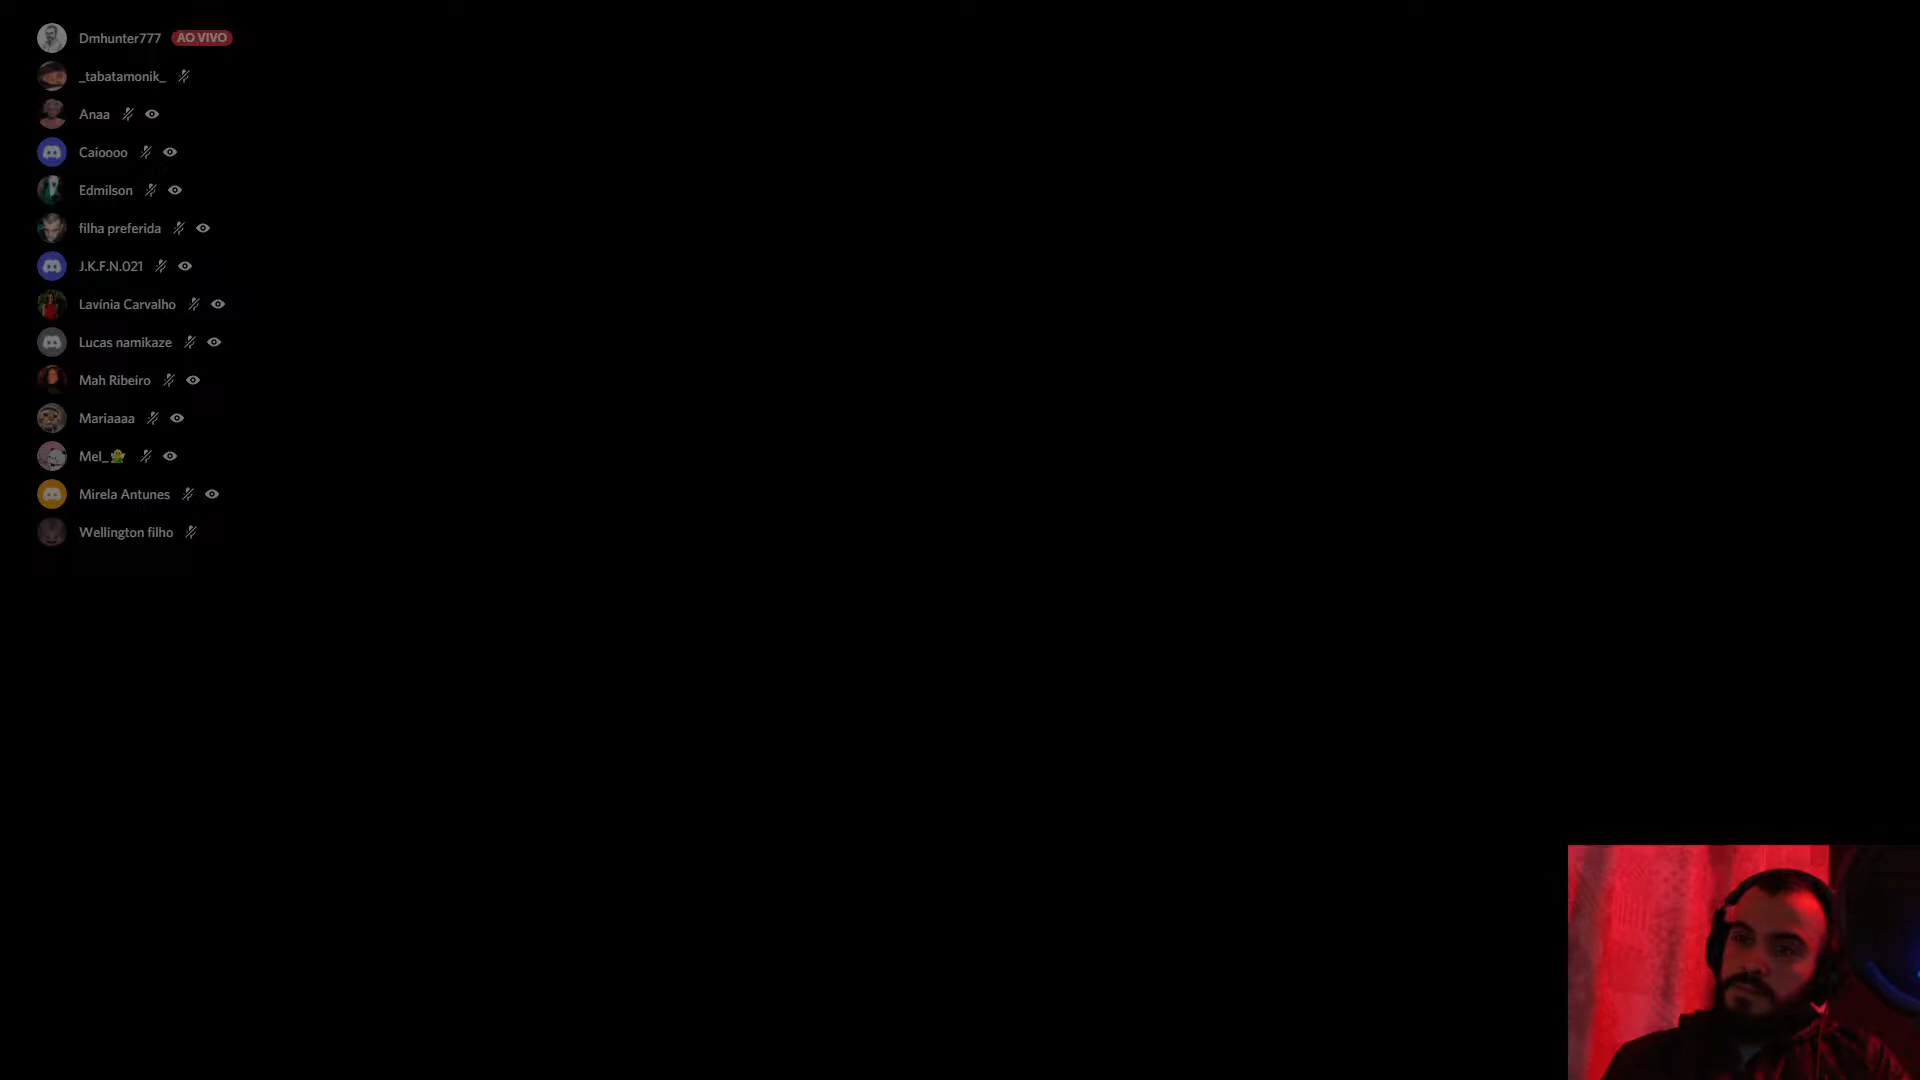 Dmhunter777 AO VIVO
_tabatamonik_
Anaa
Caioooo
Edmilson
filha preferida
J.K.F.N.021
Lavínia Carvalho
Lucas namikaze
Mah Ribeiro
Mariaaaa
Mel_
Mirela Antunes
Wellington filho